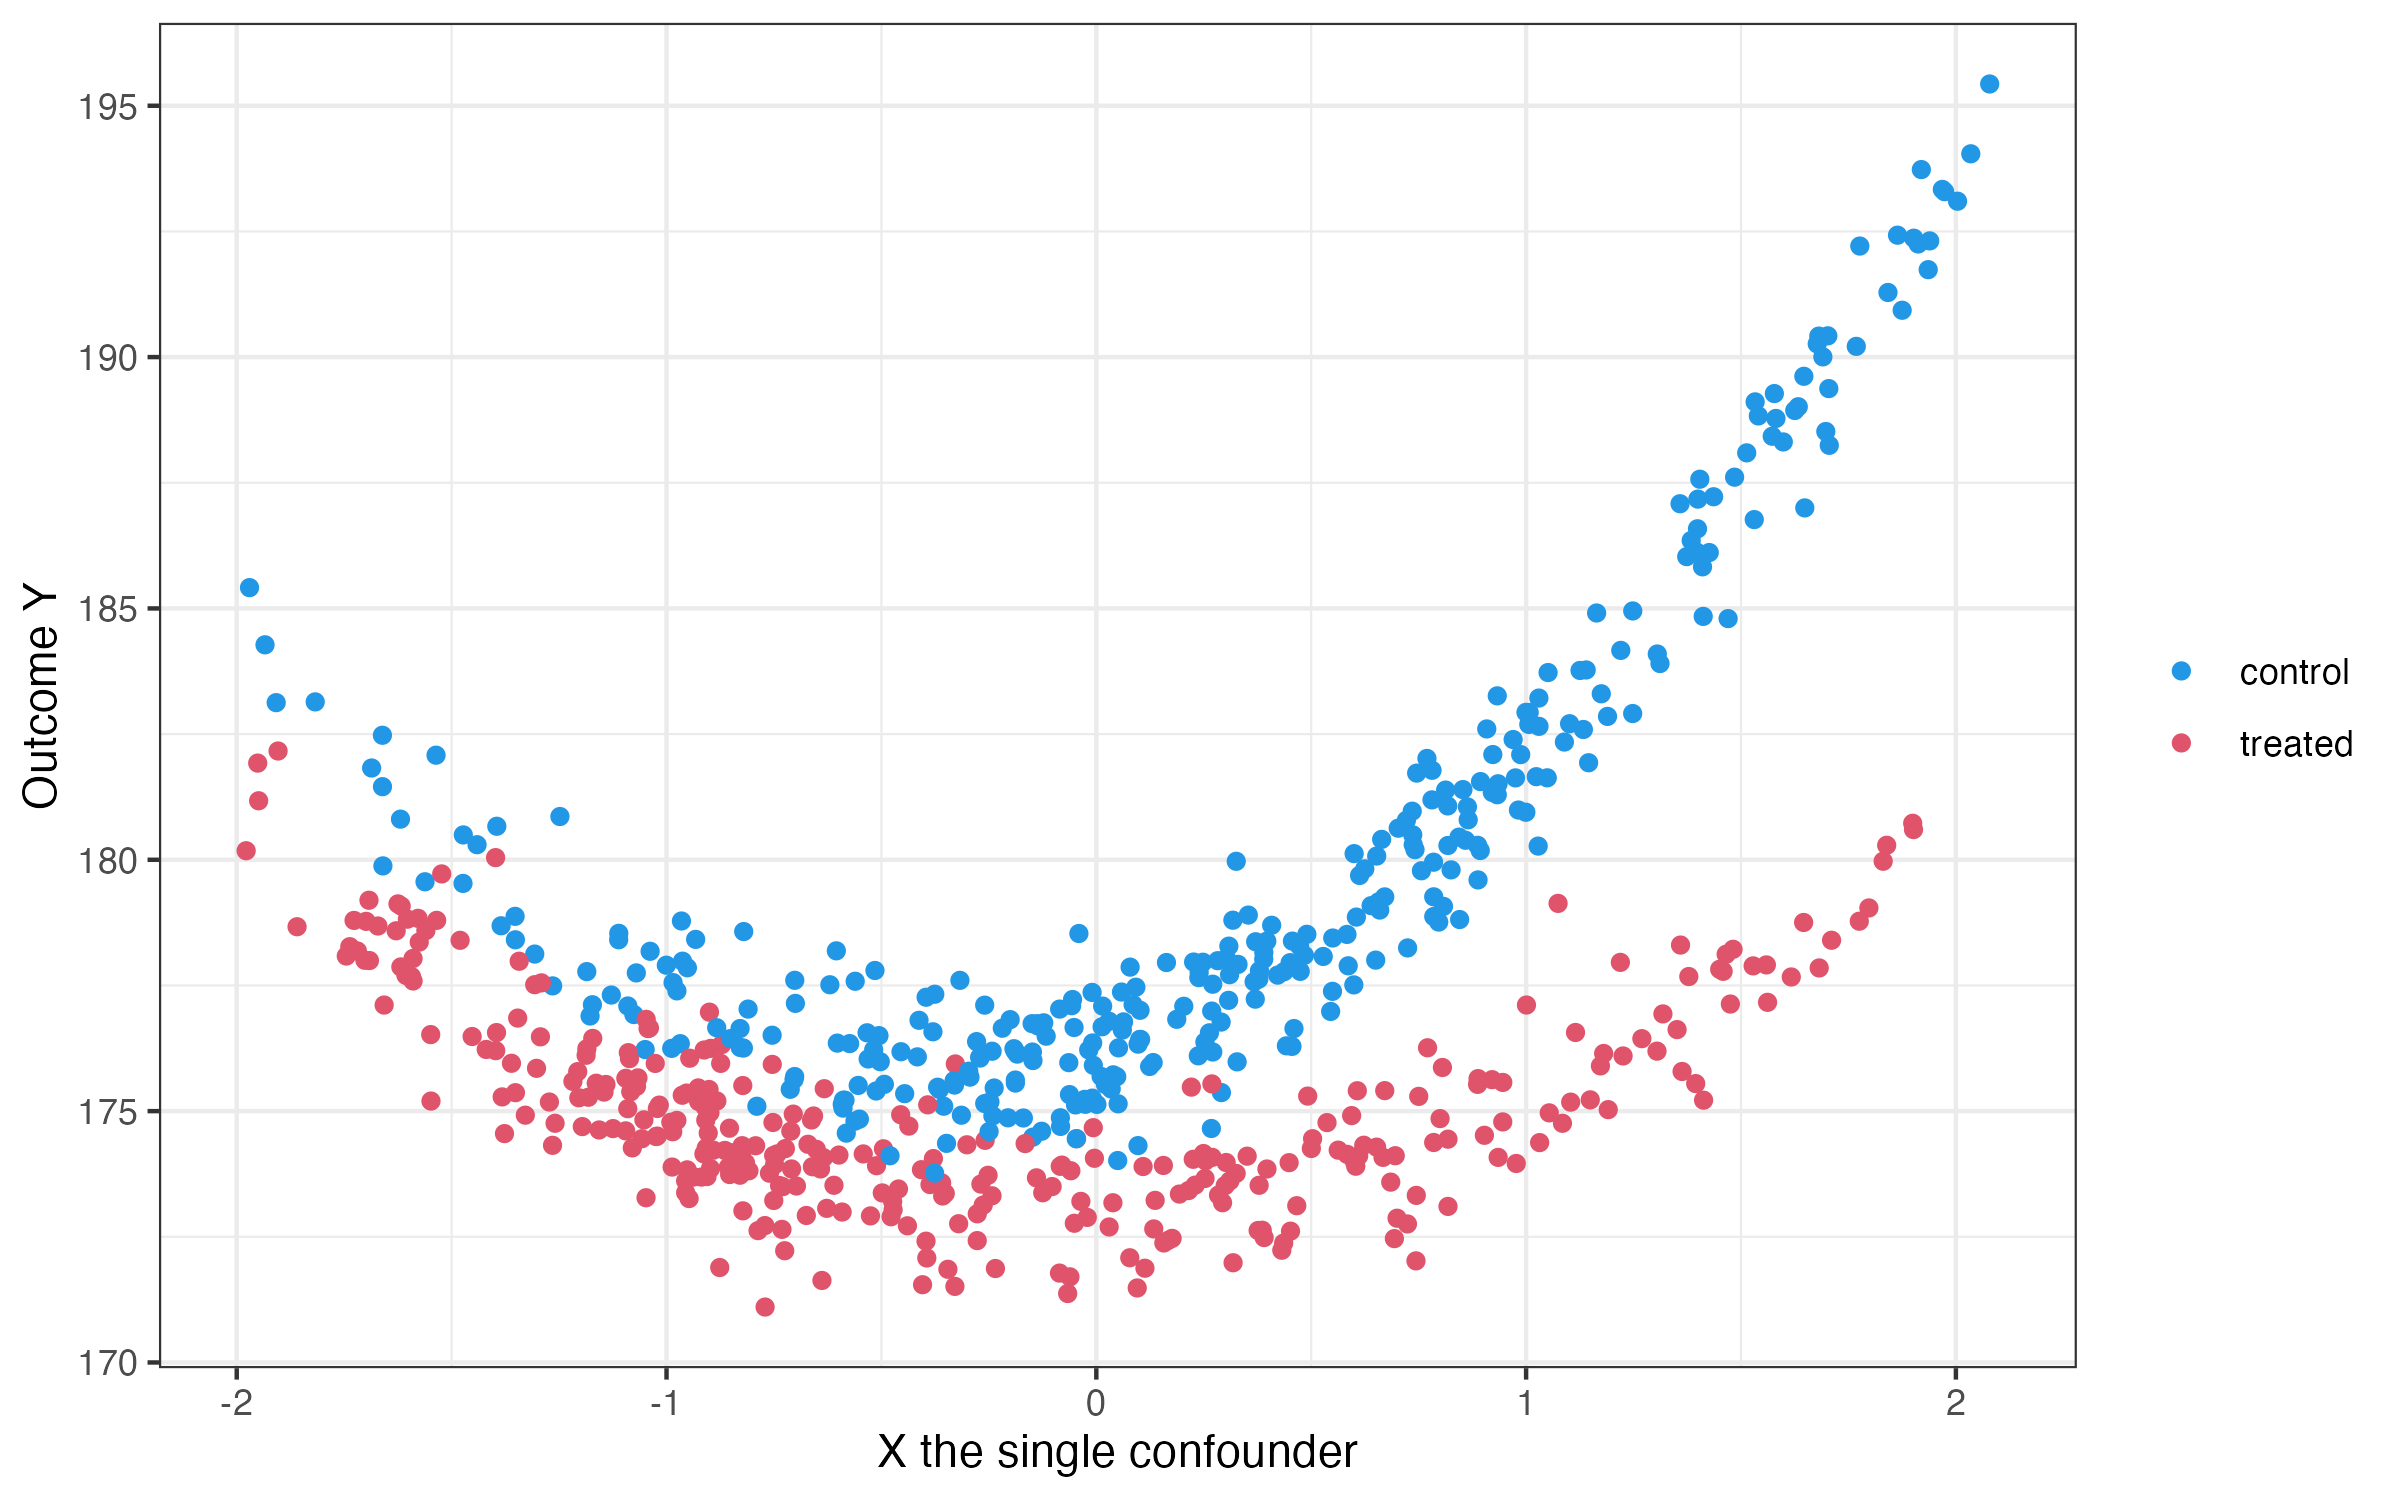 195
190
185
180
175
170
Outcome Y
-2 -1 0 1 2
X the single confounder
control
treated